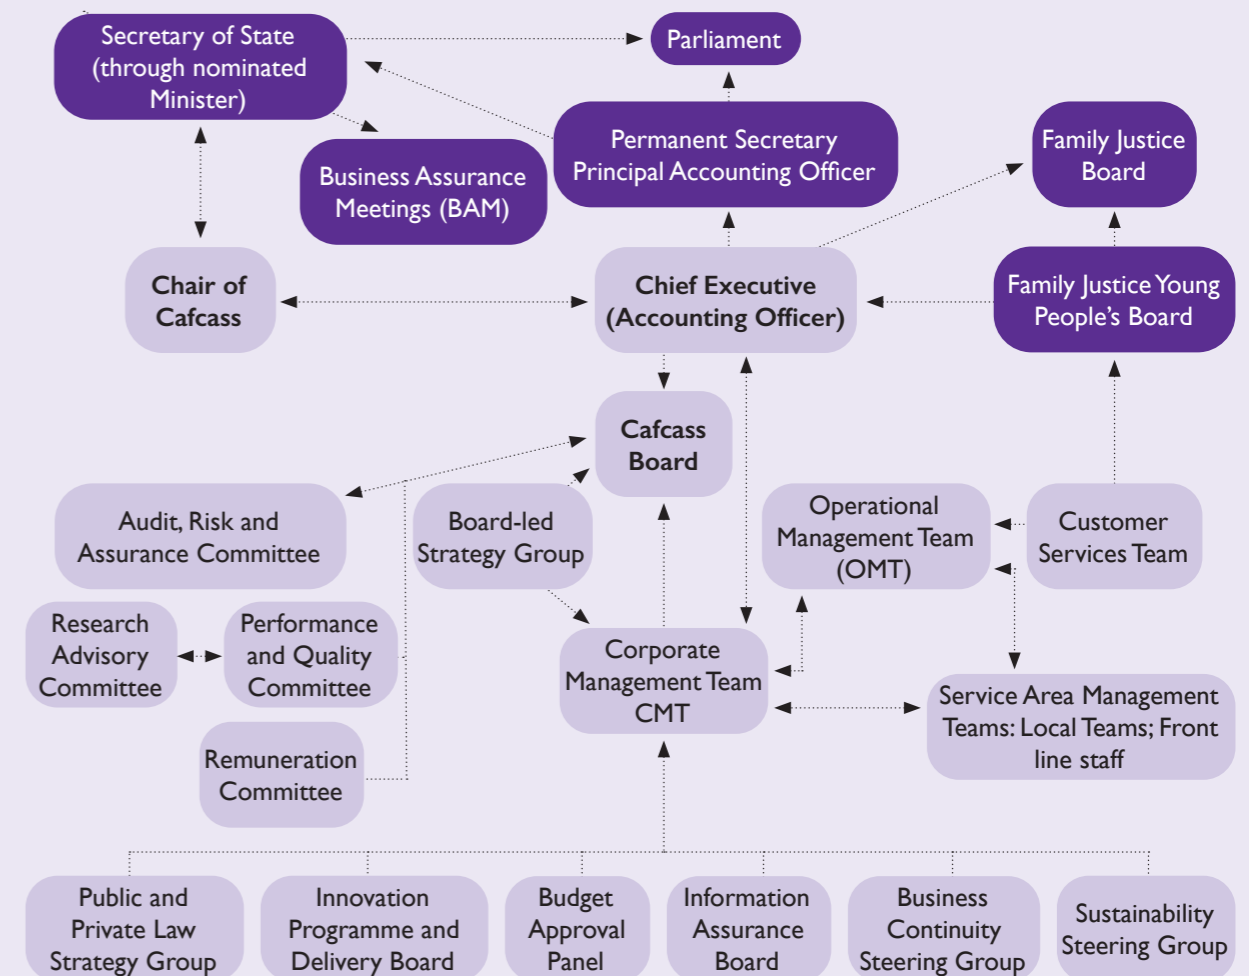 Secretary of State
(through nominated
Minister)
Parliament
Permanent Secretary
Principal Accounting Officer
Family Justice
Board
Business Assurance
Meetings (BAM)
Chair of
Cafcass
Chief Executive
(Accounting Officer)
Family Justice Young
People’s Board
Cafcass
Board
Audit, Risk and
Assurance Committee
Board-led
Strategy Group
Operational
Management Team
(OMT)
Customer
Services Team
Research
Advisory
Committee
Performance
and Quality
Committee
Corporate
Management Team
CMT
Service Area Management
Teams: Local Teams; Front
line staff
Remuneration
Committee
Public and
Private Law
Strategy Group
Innovation
Programme and
Delivery Board
Budget
Approval
Panel
Information
Assurance
Board
Business
Continuity
Steering Group
Sustainability
Steering Group